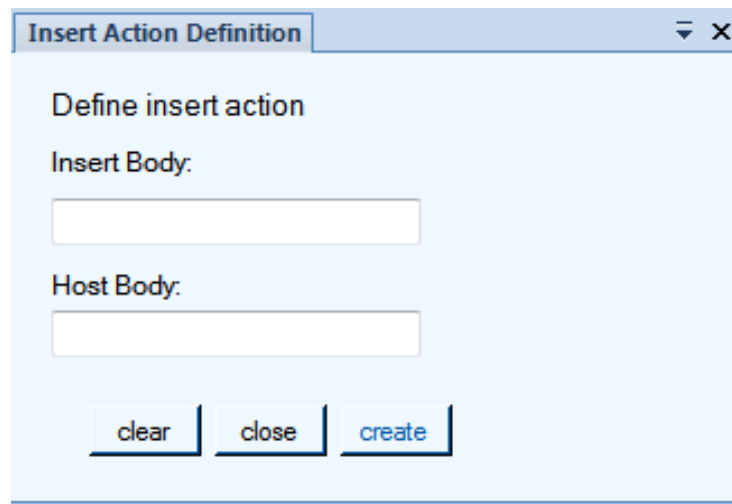 Insert Action Definition
Define insert action
Insert Body:
Host Body:
clear close create